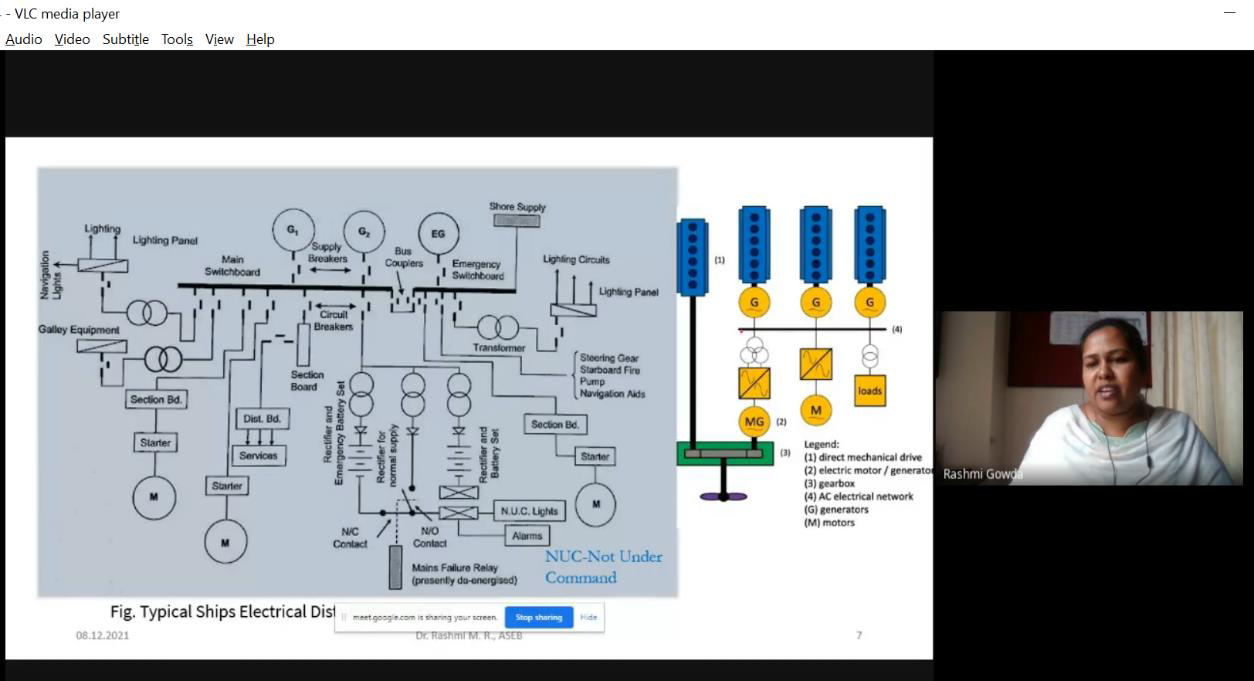 - VLC media player
Audio Video Subtitle Tools View Help
Shore Supply
G₁
G₂
EG
Lighting
Lighting Panel
Navigation
Lights
Main
Switchboard
Supply
Breakers
Bus
Couplers
Emergency
Switchboard
Lighting Circuits
Lighting Panel
Galley Equipment
Circuit
Breakers
Transformer
Section
Board
Steering Gear
Starboard Fire
Pump
Navigation Aids
Section Bd.
Dist. Bd.
Services
Starter
M
Starter
M
Rectifier and
Emergency Battery Set
Rectifier for
normal supply
Rectifier and
Battery Set
Section Bd.
Starter
M
N.U.C. Lights
Alarms
N/C
Contact
N/O
Contact
Mains Failure Relay
(presently da-energised)
NUC-Not Under
Command
(1)
G
G
G
(4)
loads
M
MG
(2)
(3)
Legend:
(1) direct mechanical drive
(2) electric motor / generator
(3) gearbox
(4) AC electrical network
(G) generators
(M) motors
Rashmi Gowda
Fig. Typical Ships Electrical Dist
meet.google.com is sharing your screen.
Stop sharing
Hide
08.12.2021
Dr. Rashmi M. R., ASEB
7